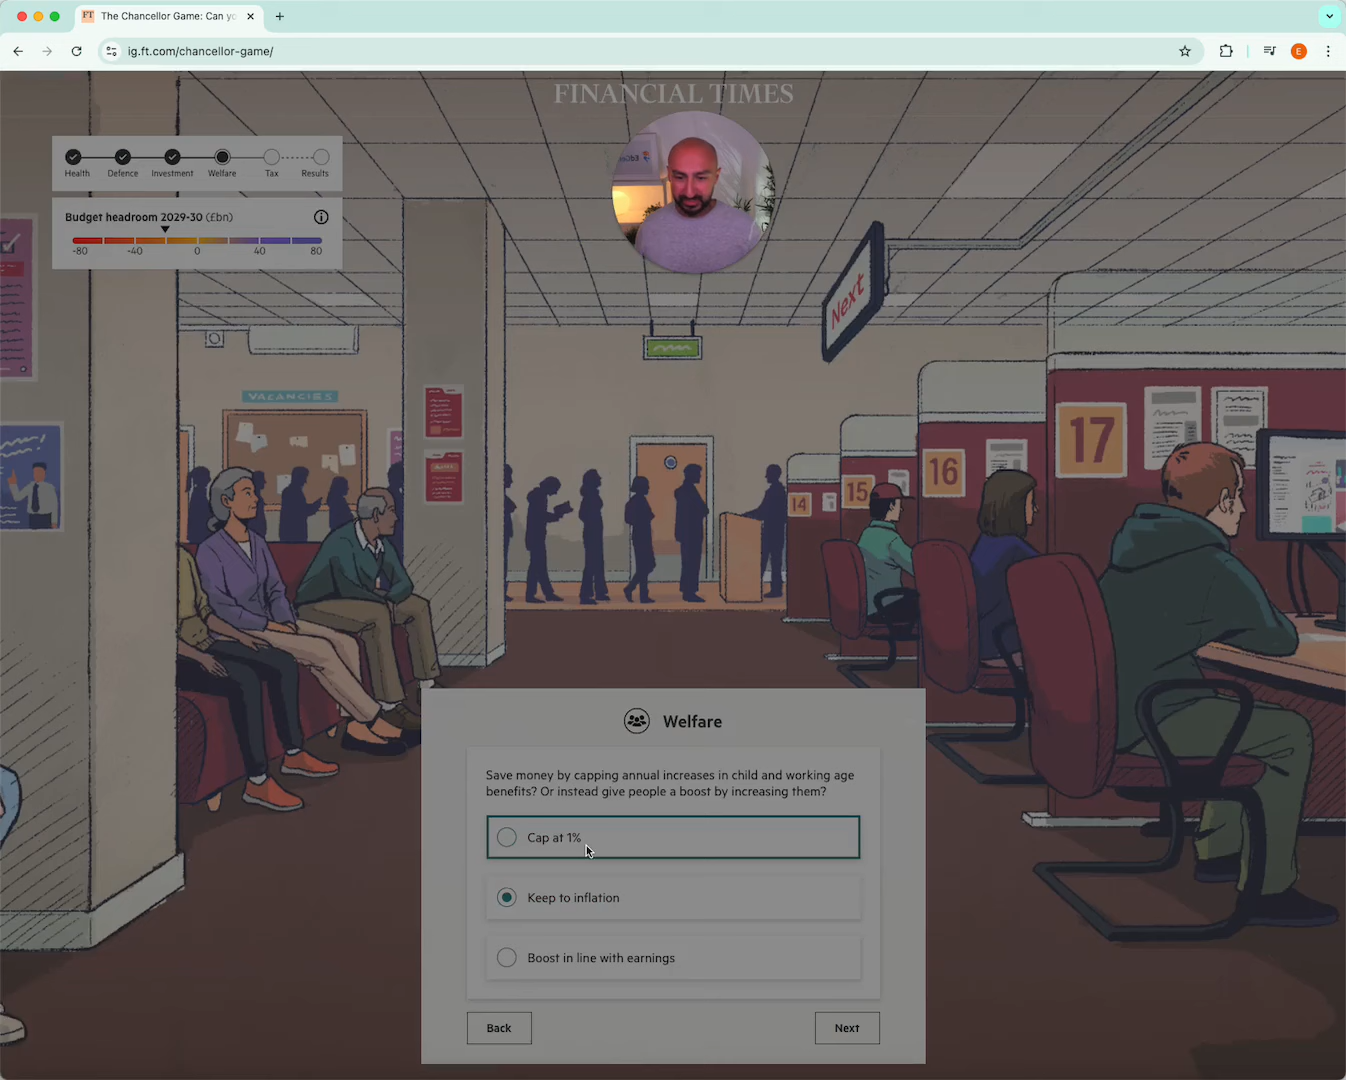 The Chancellor Game: Can yo
ig.ft.com/chancellor-game/
E
FT
FINANCIAL TIMES
Health
Defence
Investment
Welfare
Tax
Results
Budget headroom 2029-30 (£bn)
-80
-40
0
40
80
Next
VACANCIES
14
15
16
17
Welfare
Save money by capping annual increases in child and working age
benefits? Or instead give people a boost by increasing them?
Cap at 1%
Keep to inflation
Boost in line with earnings
Back
Next